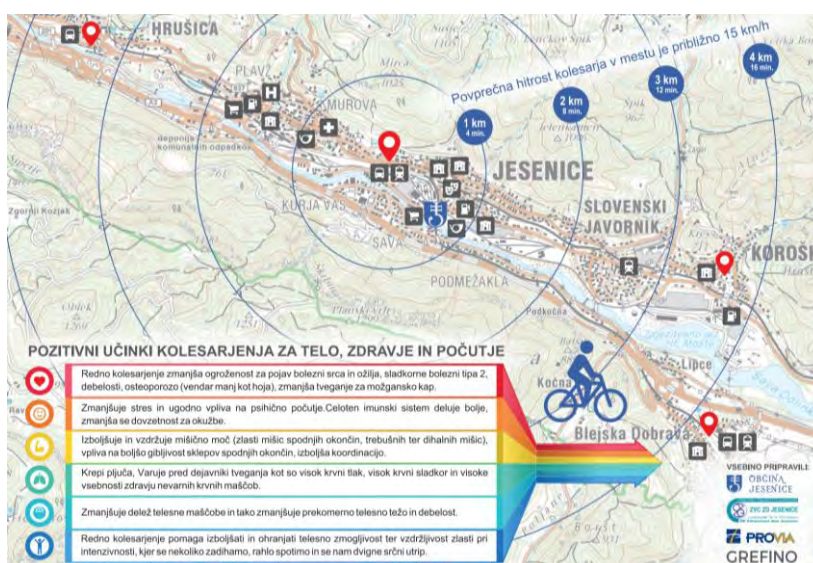 HRUŠICA
PLAVŽ
MUROVA
Povprečna hitrost kolesarja v mestu je približno 15 km/h
1 km
4 min.
2 km
8 min.
3 km
12 min.
4 km
16 min.
deponija
komunalnih odpadkov
JESENICE
KURJA VAS
SAVA
PODMEŽAKLA
SLOVENSKI
JAVORNIK
KOROŠ
Zgornji Kozjek
Podkočna
Kočna
Lipce
Sava Dolin
Blejska Dobrava
POZITIVNI UČINKI KOLESARJENJA ZA TELO, ZDRAVJE IN POČUTJE
Redno kolesarjenje zmanjša ogroženost za pojav bolezni srca in ožilja, sladkorne bolezni tipa 2,
debelosti, osteoporozo (vendar manj kot hoja), zmanjša tveganje za možgansko kap.
Zmanjšuje stres in ugodno vpliva na psihično počutje.Celoten imunski sistem deluje bolje,
zmanjša se dovzetnost za okužbe.
Izboljšuje in vzdržuje mišično moč (zlasti mišic spodnjih okončin, trebušnih ter dihalnih mišic),
vpliva na boljšo gibljivost sklepov spodnjih okončin, izboljša koordinacijo.
Krepi pljuča, Varuje pred dejavniki tveganja kot so visok krvni tlak, visok krvni sladkor in visoke
vsebnosti zdravju nevarnih krvnih maščob.
Zmanjšuje delež telesne maščobe in tako zmanjšuje prekomerno telesno težo in debelost.
Redno kolesarjenje pomaga izboljšati in ohranjati telesno zmogljivost ter vzdržljivost zlasti pri
intenzivnosti, kjer se nekoliko zadihamo, rahlo spotimo in se nam dvigne srčni utrip.
VSEBINO PRIPRAVILI:
OBČINA
JESENICE
ZVC ZD JESENICE
PROVIA
GREFINO